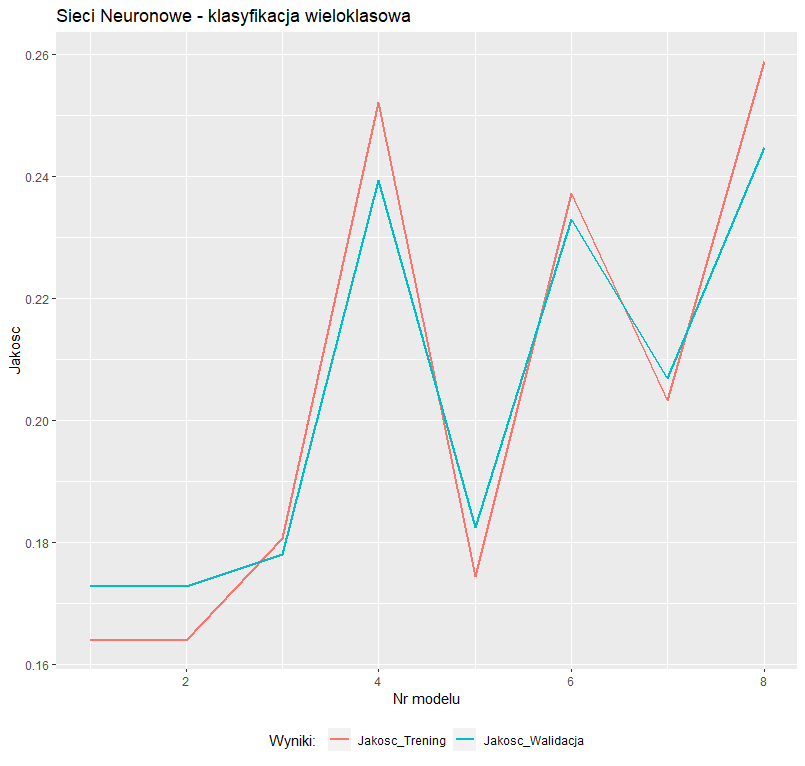 Sieci Neuronowe - klasyfikacja wieloklasowa
0.26
0.24
0.22
0.20
0.18
0.16
Jakosc
2 4 6 8
Nr modelu
Wyniki: Jakosc_Trening Jakosc_Walidacja